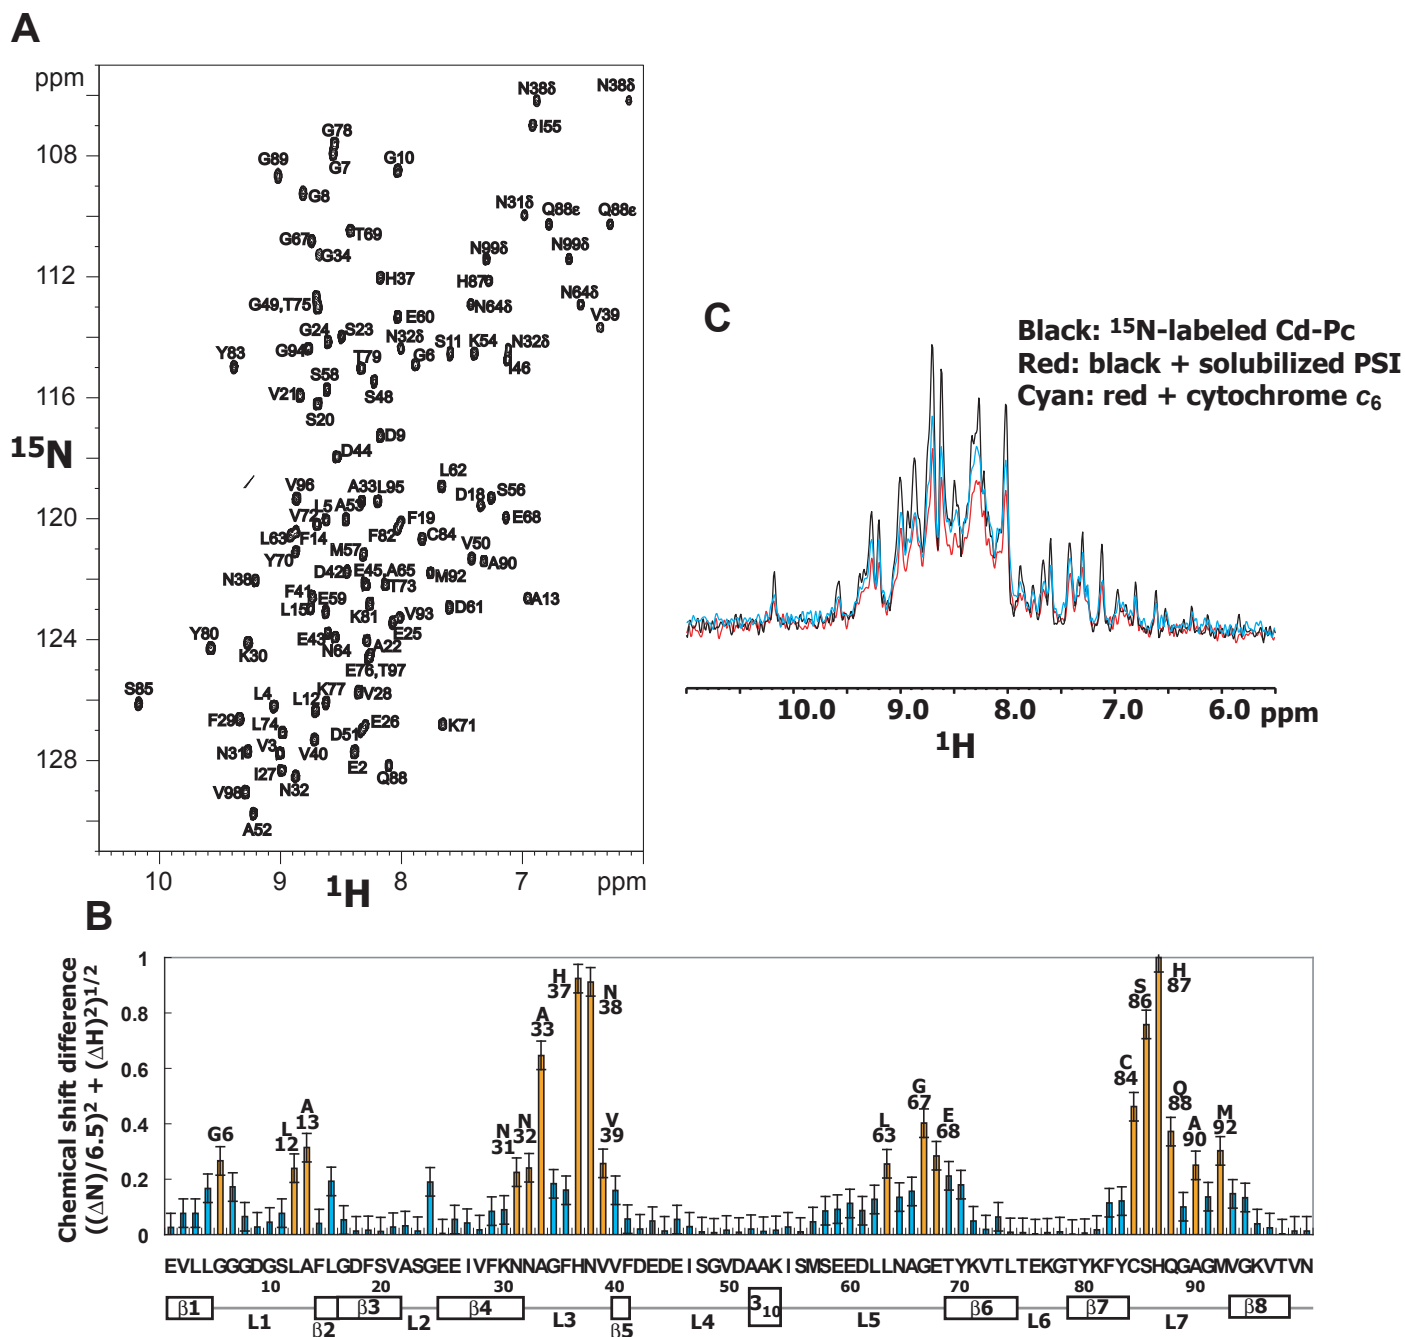 A
ppm
N38δ N38δ
I55
G78
108
G89 G10
G7
G8
N31δ Q88ε Q88ε
T69
G67
G34
N99δ N99δ
112
H37 H87
N64δ
G49,T75 N64δ
E60 V39
G24 S23
N32δ S11 K54 N32δ
Y83 G94 T79 G6 I46
S58
V21 S48
116
S20
D9
15N
D44
L62
V96 A33 L95 D18 S56
V72 L5 A53 F19 E68
120
L63 F14 F82 C84
Y70 M57 V50 A90
D42 E45,A65 M92
N38 T73
F41 E59 A13
L15 K81 V93 D61
Y80 E43 E25
124
K30 N64 A22
E76,T97
S85 L4 L12 K77 V28
F29 L74 E26 K71
D51
N31 V3 V40
128
I27 E2 Q88
V98 N32
A52
10 9 8 7 ppm
1H
C
Black: 15N-labeled Cd-Pc
Red: black + solubilized PSI
Cyan: red + cytochrome c6
10.0 9.0 8.0 7.0 6.0 ppm
1H
B
Chemical shift difference
((ΔN)/6.5)2 + (ΔH)2)1/2
1
0.8
0.6
0.4
0.2
0
G6
L 12
A 13
N 31
N 32
A 33
H 37
N 38
V 39
L 63
G 67
E 68
C 84
S 86
H 87
Q 88
A 90
M 92
EVLLGGGDGSLAFLGDFSVASGEEIVFKNNAGFHNVVFDEDEISGVDAAKISMSEEDLLNAGETYKVTLTEKGTYKFYCSHQGAGMVGKVTVN
10 20 30 40 50 60 70 80 90
β1 L1 β2 β3 L2 β4 L3 β5 L4 310 L5 β6 L6 β7 L7 β8